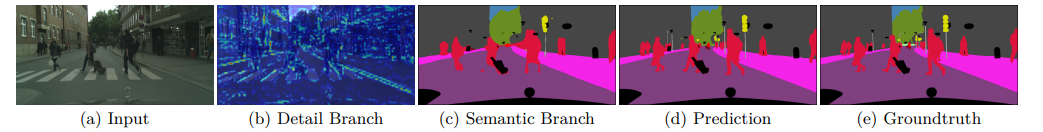 (a) Input (b) Detail Branch (c) Semantic Branch (d) Prediction (e) Groundtruth